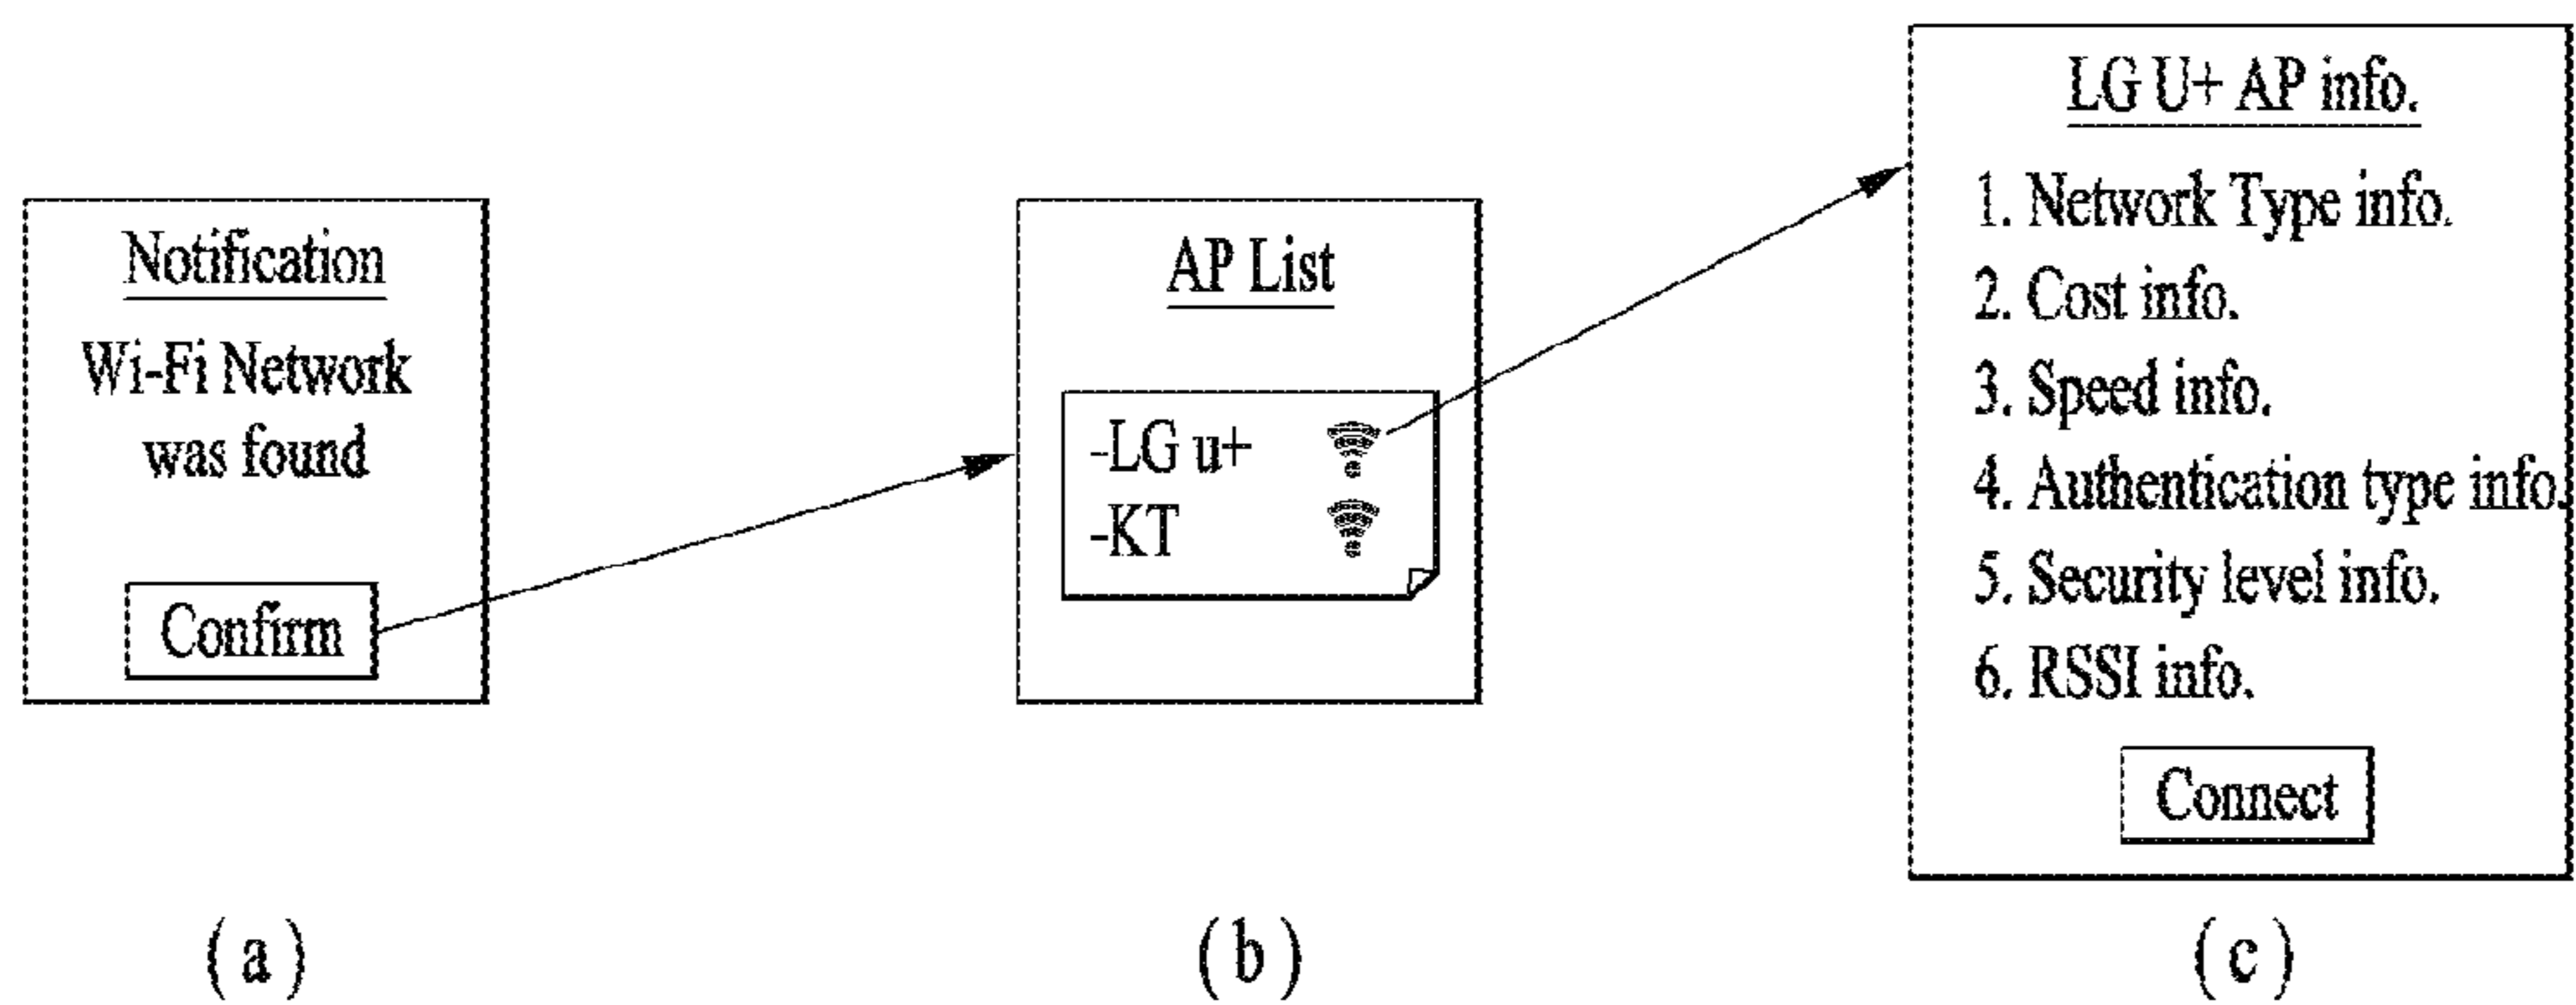 Notification
Wi-Fi Network
was found
Confirm
(a)
AP List
-LG u+
-KT
(b)
LG U+ AP info.
1. Network Type info.
2. Cost info.
3. Speed info.
4. Authentication type info.
5. Security level info.
6. RSSI info.
Connect
(c)